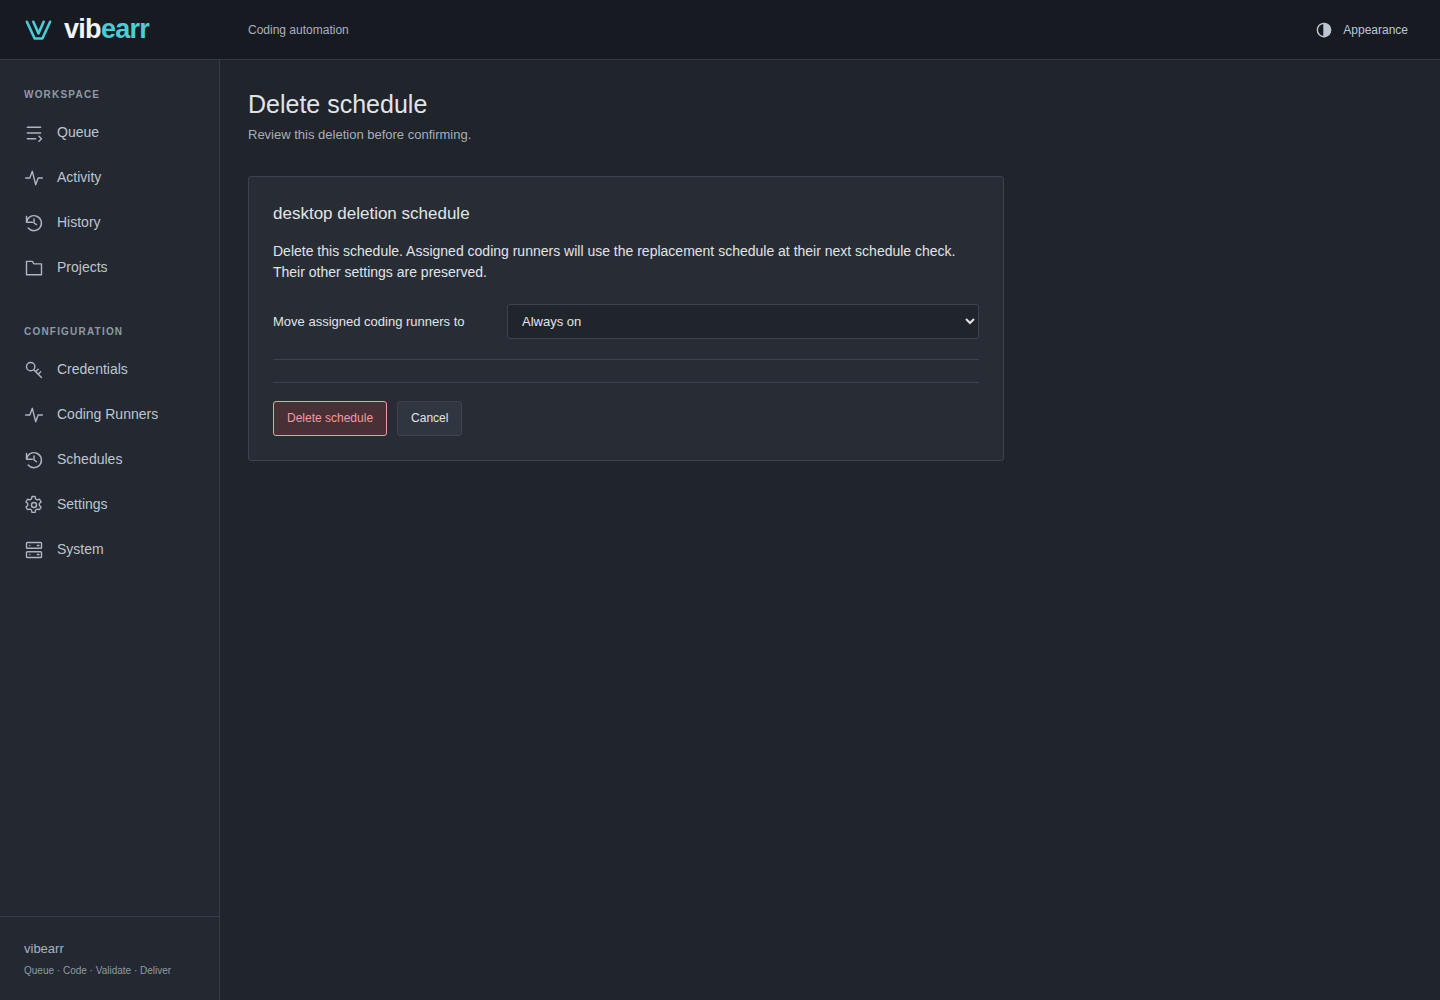 vibearr
Coding automation
Appearance
WORKSPACE
Queue
Activity
History
Projects
CONFIGURATION
Credentials
Coding Runners
Schedules
Settings
System
vibearr
Queue · Code · Validate · Deliver
Delete schedule
Review this deletion before confirming.
desktop deletion schedule
Delete this schedule. Assigned coding runners will use the replacement schedule at their next schedule check.
Their other settings are preserved.
Move assigned coding runners to
Always on
Delete schedule
Cancel